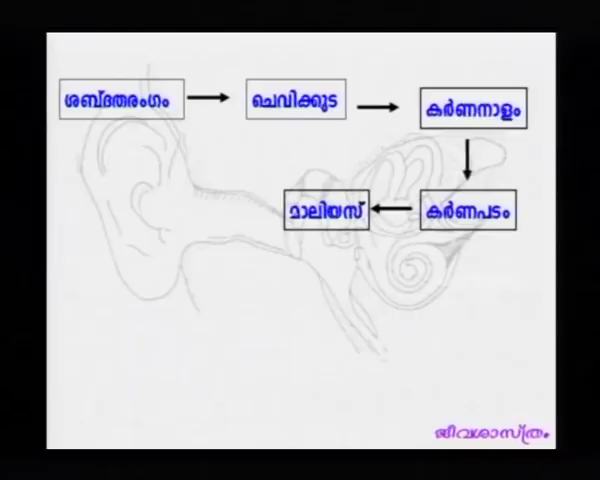 ശബ്ദതരംഗം
ചെവിക്കുട
കർണനാളം
കർണപടം
മാലിയസ്
ജീവശാസ്ത്രം